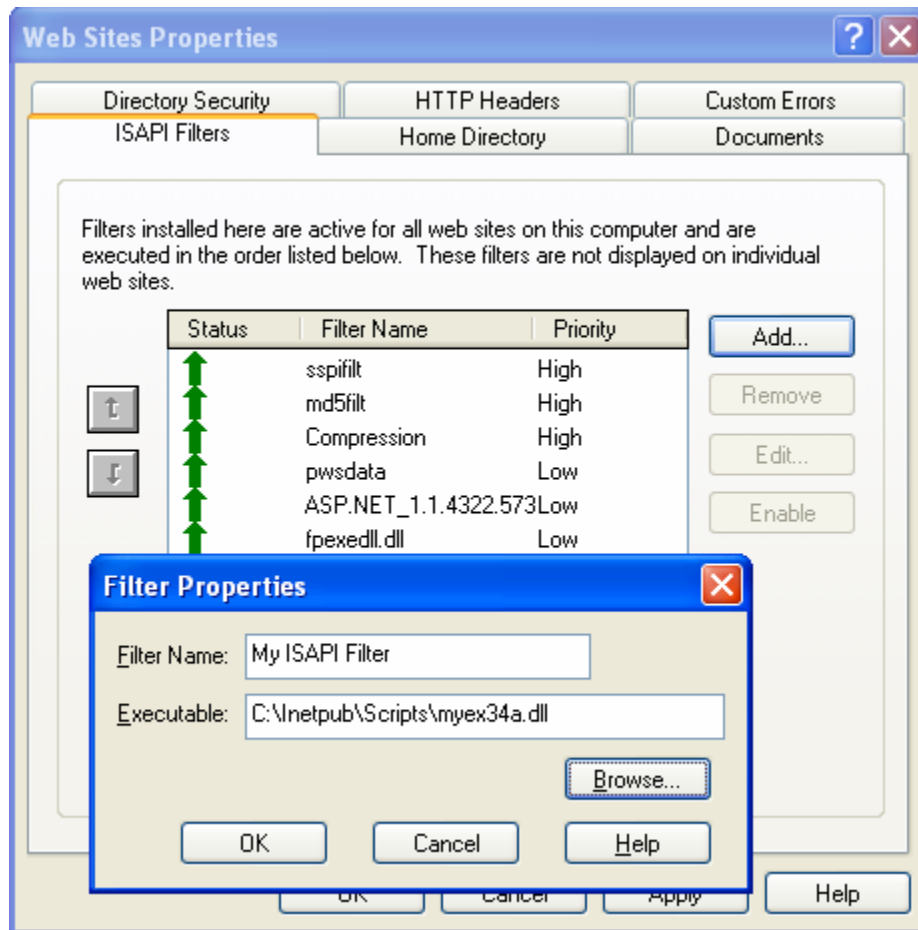 Web Sites Properties
Directory Security HTTP Headers Custom Errors
ISAPI Filters Home Directory Documents
Filters installed here are active for all web sites on this computer and are
executed in the order listed below. These filters are not displayed on individual
web sites.
Status Filter Name Priority
sspifilt High
md5filt High
Compression High
pwsdata Low
ASP.NET_1.1.4322.573Low
fpexedll.dll Low
Add...
Remove
Edit...
Enable
Filter Properties
Filter Name: My ISAPI Filter
Executable: C:\Inetpub\Scripts\myex34a.dll
Browse...
OK Cancel Help
OK Cancel Apply Help